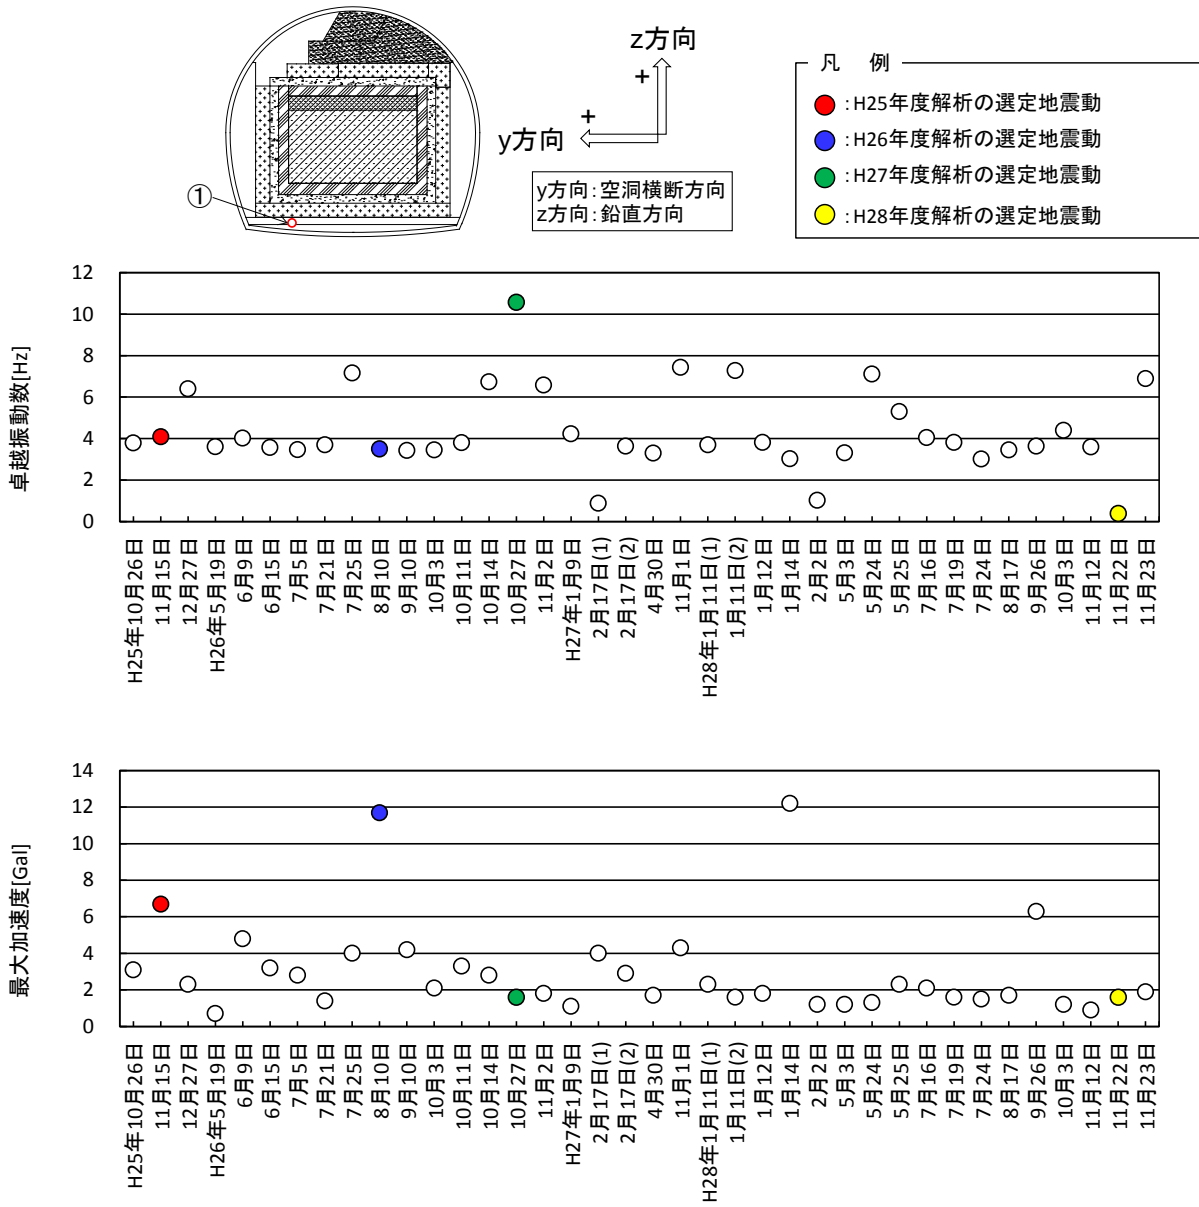 z方向
+
+
y方向
y方向：空洞横断方向
z方向：鉛直方向
①
凡　例
：H25年度解析の選定地震動
：H26年度解析の選定地震動
：H27年度解析の選定地震動
：H28年度解析の選定地震動
卓越振動数[Hz]
12
10
8
6
4
2
0
H25年10月26日
11月15日
12月27日
H26年5月19日
6月9日
6月15日
7月5日
7月21日
7月25日
8月10日
9月10日
10月3日
10月11日
10月14日
10月27日
11月2日
H27年1月9日
2月17日(1)
2月17日(2)
4月30日
11月1日
H28年1月11日(1)
1月11日(2)
1月12日
1月14日
2月2日
5月3日
5月24日
5月25日
7月16日
7月19日
7月24日
8月17日
9月26日
10月3日
11月12日
11月22日
11月23日
最大加速度[Gal]
14
12
10
8
6
4
2
0
H25年10月26日
11月15日
12月27日
H26年5月19日
6月9日
6月15日
7月5日
7月21日
7月25日
8月10日
9月10日
10月3日
10月11日
10月14日
10月27日
11月2日
H27年1月9日
2月17日(1)
2月17日(2)
4月30日
11月1日
H28年1月11日(1)
1月11日(2)
1月12日
1月14日
2月2日
5月3日
5月24日
5月25日
7月16日
7月19日
7月24日
8月17日
9月26日
10月3日
11月12日
11月22日
11月23日